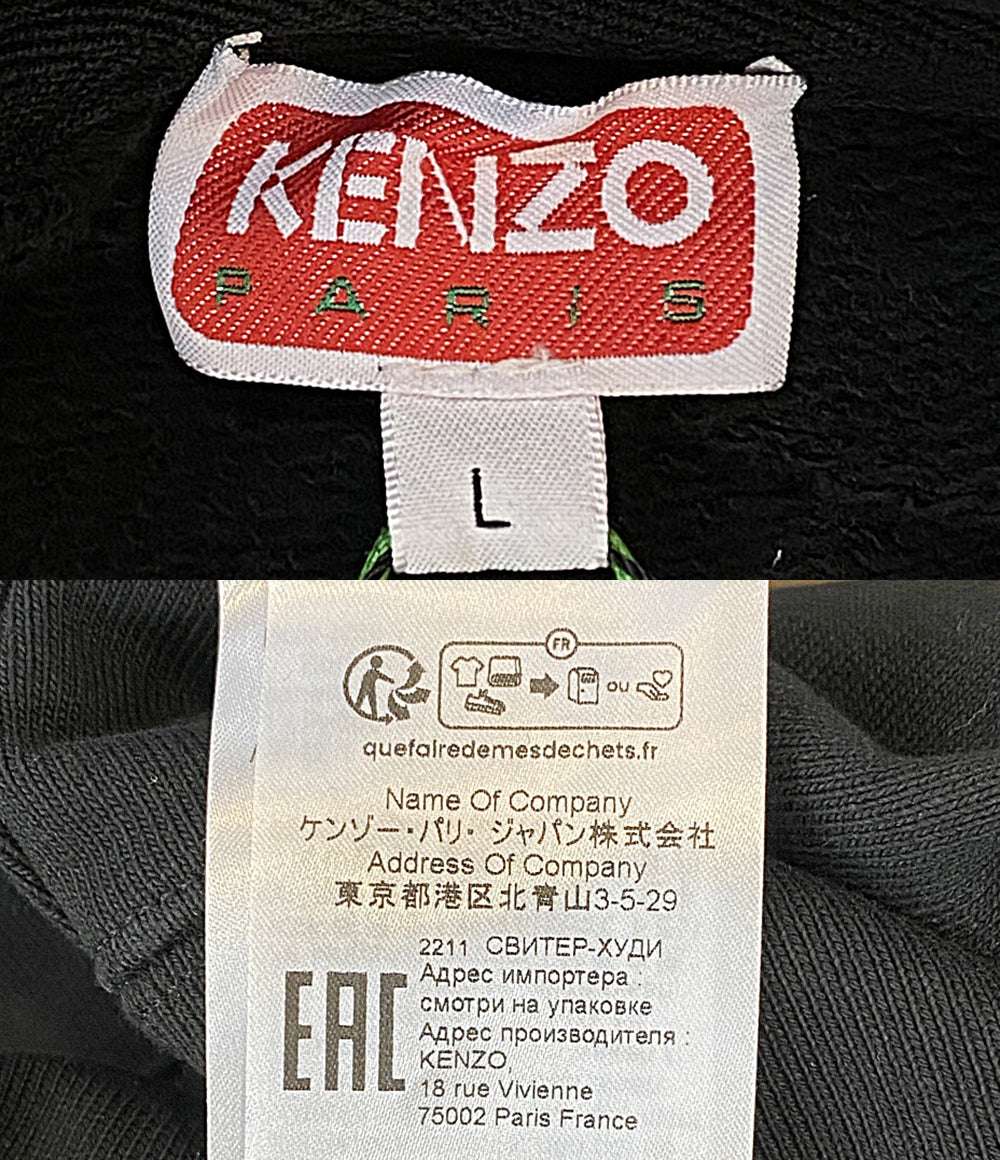 KENZO
PARIS
L
FR
OU
quefairedemesdechets.fr
Name Of Company
ケンゾー・パリ・ジャパン株式会社
Address Of Company
東京都港区北青山3-5-29
2211 СВИТЕР-ХУДИ
Адрес импортера :
смотри на упаковке
Адрес производителя :
KENZO,
18 rue Vivienne
75002 Paris France
EAC